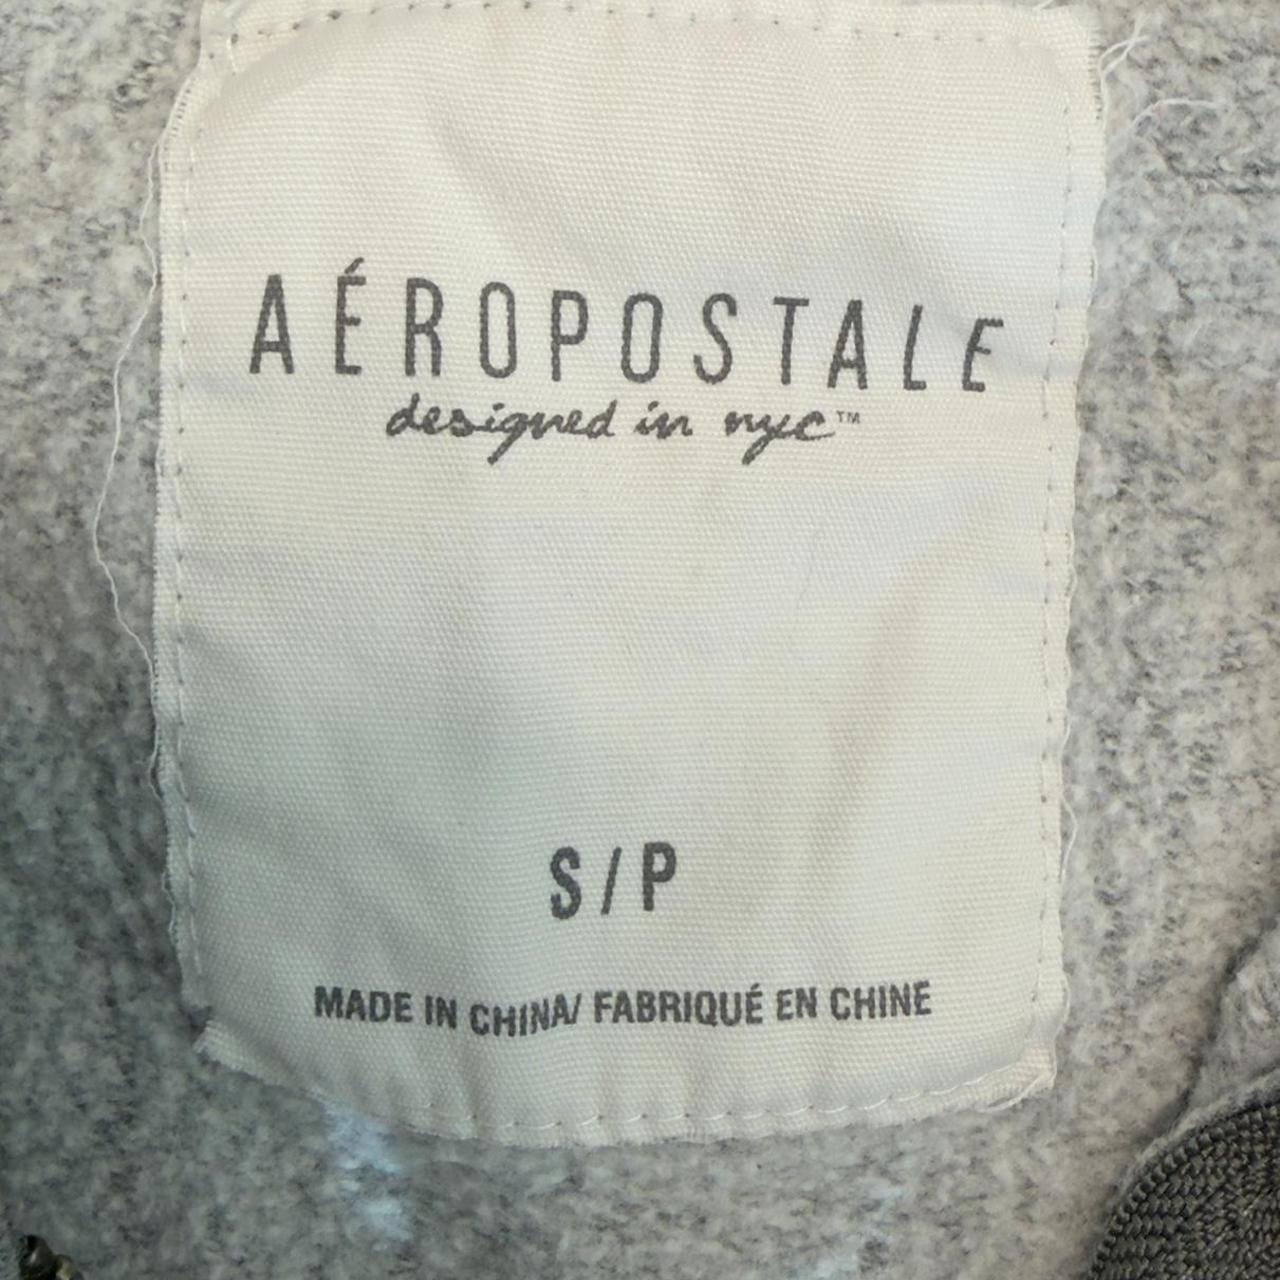 AÉROPOSTALE
designed in nyc™
S/P
MADE IN CHINA/ FABRIQUÉ EN CHINE